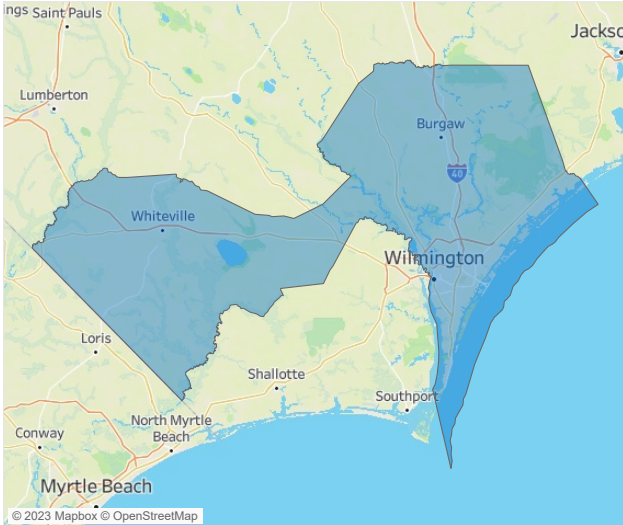 ngs
Saint Pauls
Jackso
Lumberton
Burgaw
40
Whiteville
Wilmington
Loris
Shallotte
Southport
North Myrtle
Beach
Conway
Myrtle Beach
© 2023 Mapbox © OpenStreetMap